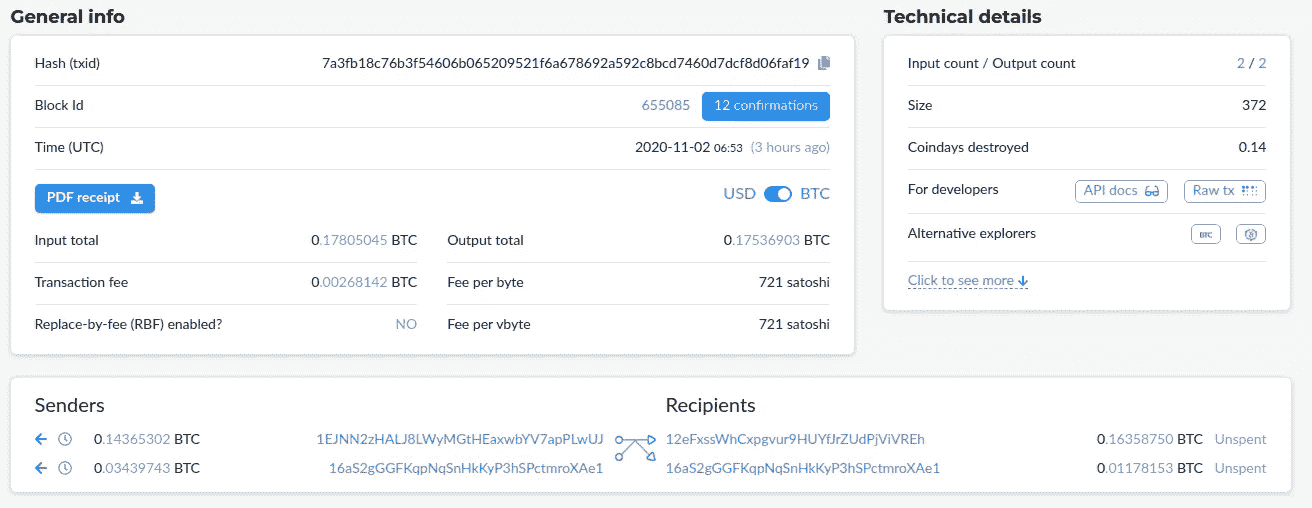 General info
Hash (txid) 7a3fb18c76b3f54606b065209521f6a678692a592c8bcd7460d7dcf8d06faf19
Block Id 655085 12 confirmations
Time (UTC) 2020-11-02 06:53 (3 hours ago)
PDF receipt USD BTC
Input total 0.17805045 BTC Output total 0.17536903 BTC
Transaction fee 0.00268142 BTC Fee per byte 721 satoshi
Replace-by-fee (RBF) enabled? NO Fee per vbyte 721 satoshi
Technical details
Input count / Output count 2 / 2
Size 372
Coindays destroyed 0.14
For developers API docs Raw tx
Alternative explorers BTC
Click to see more
Senders Recipients
0.14365302 BTC 1EJNN2zHALJ8LWyMGtHEaxwbYV7apPLwUJ 12eFxssWhCxpgvur9HUYfJrZUdPjViVREh 0.16358750 BTC Unspent
0.03439743 BTC 16aS2gGGFKqpNqSnHkKyP3hSPctmroXAe1 16aS2gGGFKqpNqSnHkKyP3hSPctmroXAe1 0.01178153 BTC Unspent